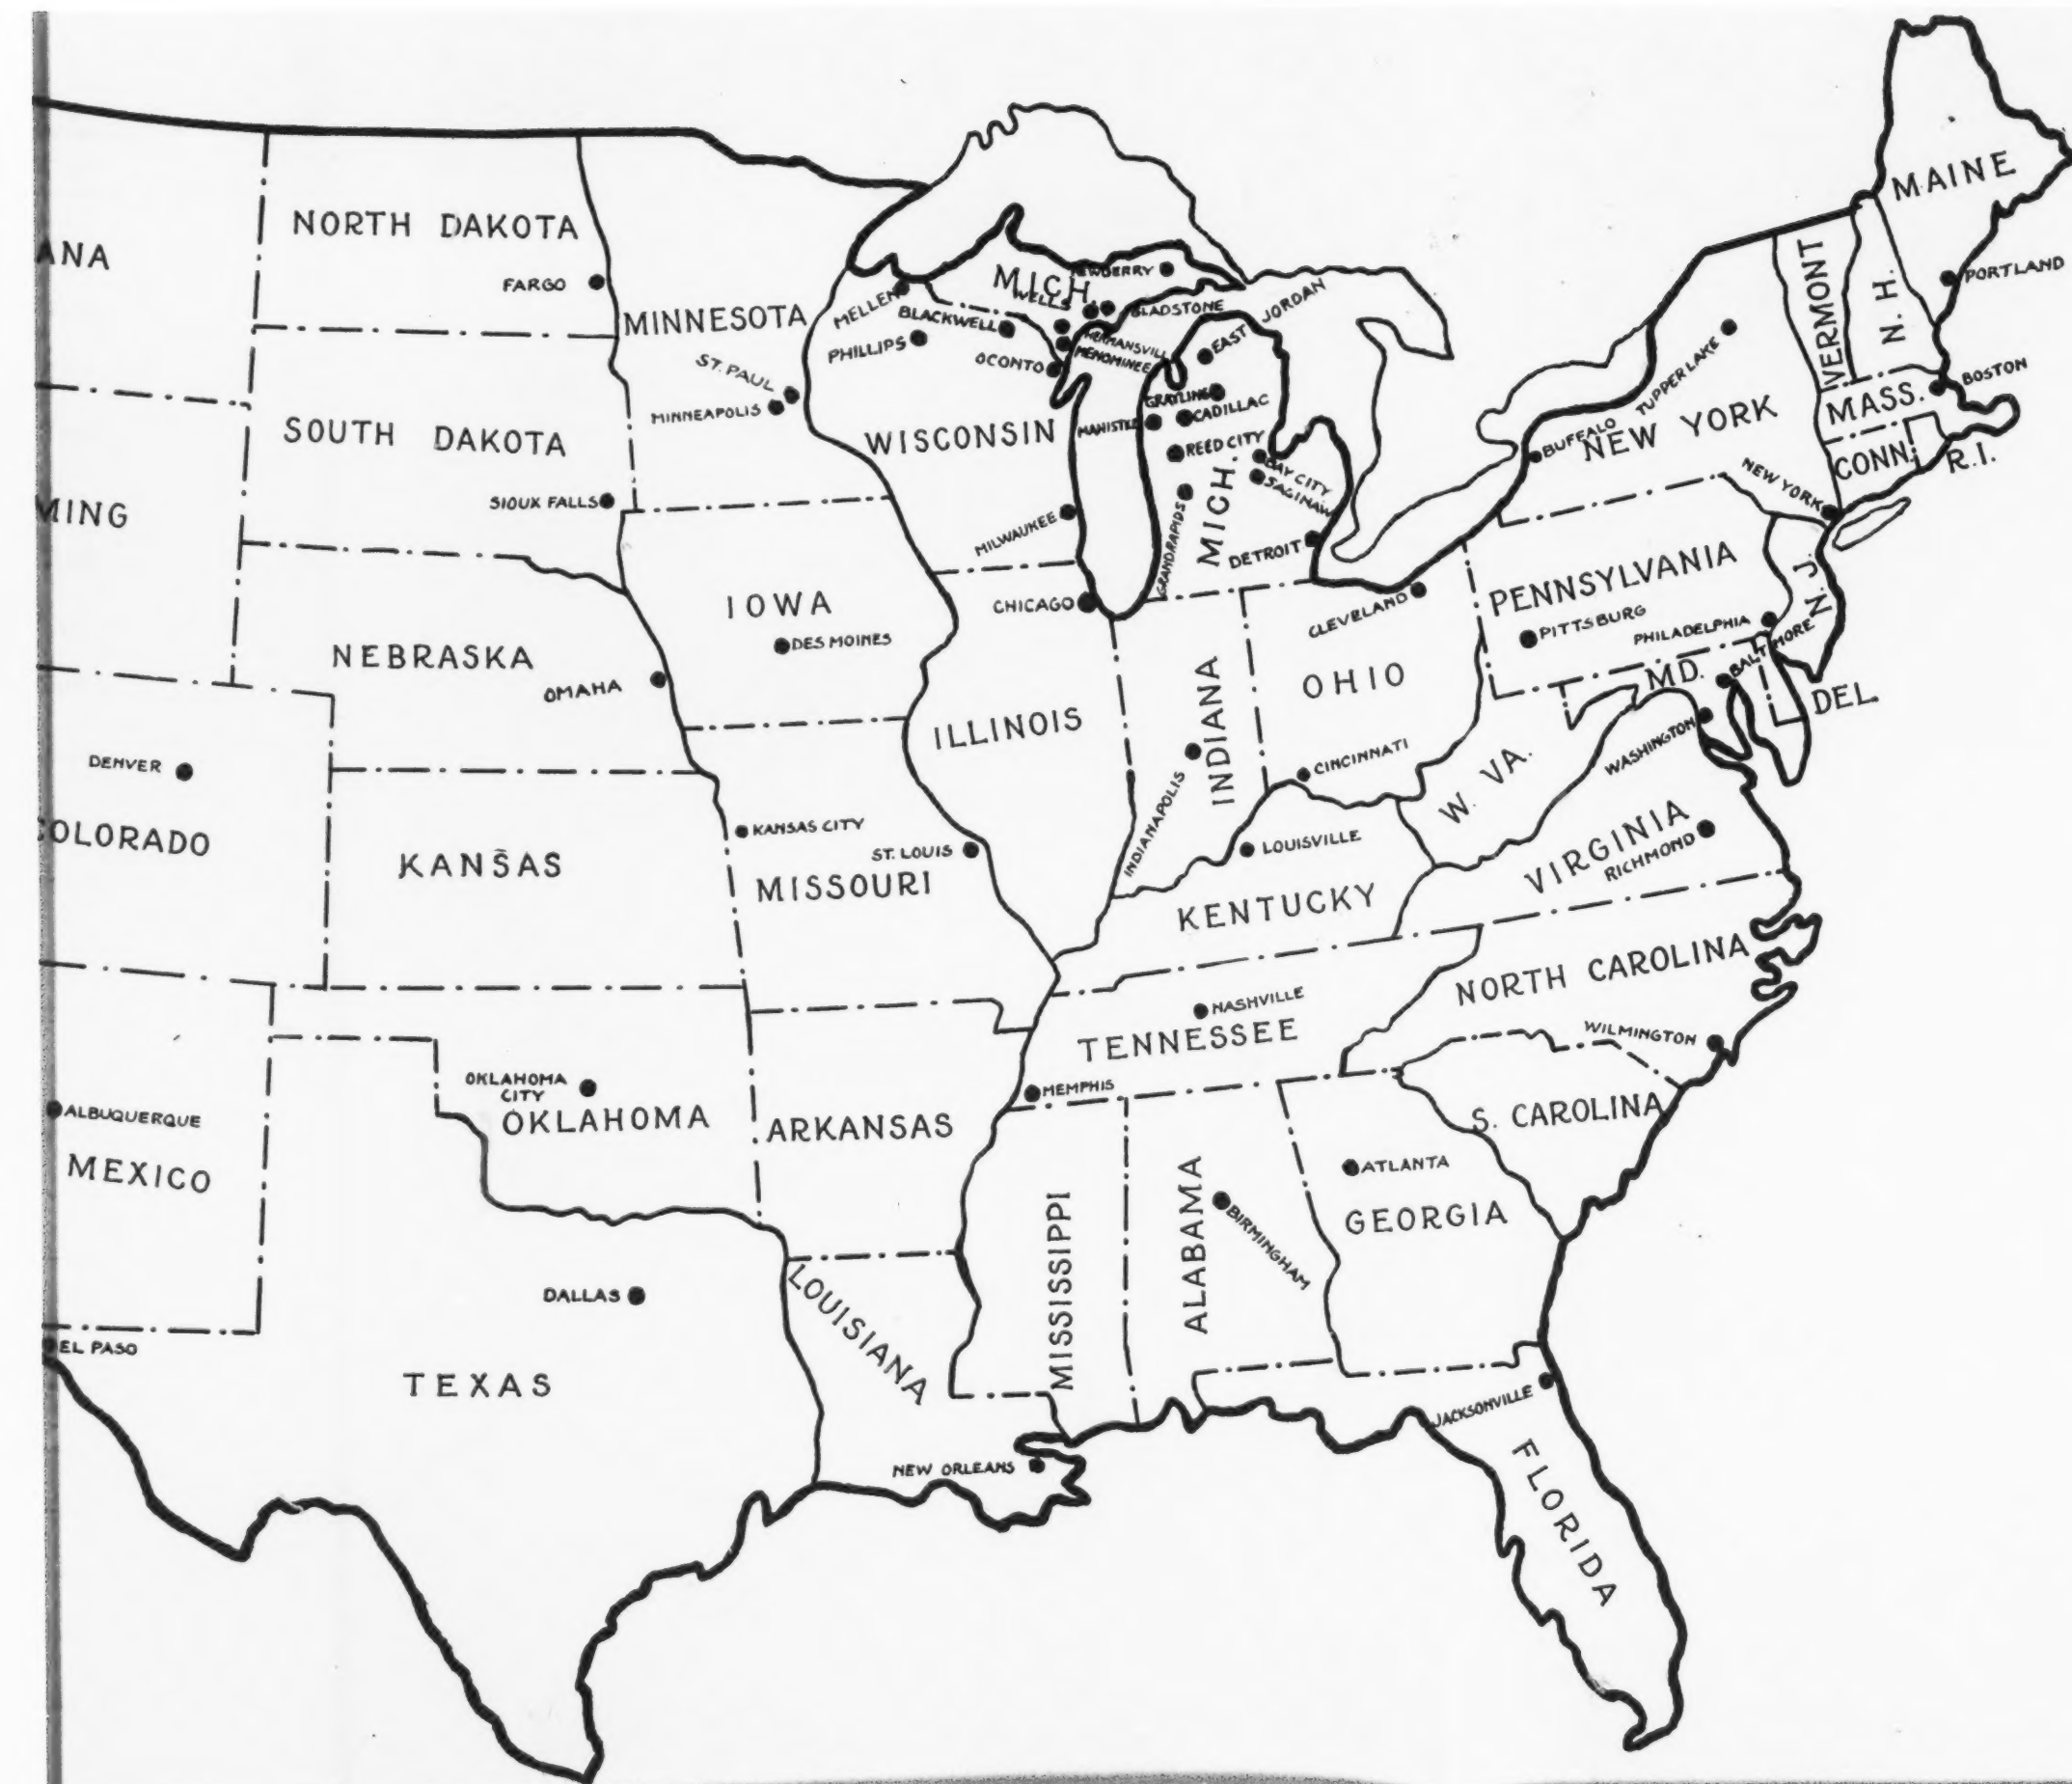 MAINE
NORTH DAKOTA
ANA
FARGO
MINNESOTA
VERMONT
N. H.
PORTLAND
MICH.
NEWBERRY
WELLS
GLADSTONE
MELLEN
BLACKWELL
HERMANSVILL
MENOMINEE
PHILLIPS
OCONTO
EAST JORDAN
TUPPER LAKE
BOSTON
MASS.
ST. PAUL
MINNEAPOLIS
GRAYLING
CADILLAC
MANISTEE
REED CITY
BAY CITY
SAGINAW
WISCONSIN
SOUTH DAKOTA
BUFFALO
NEW YORK
CONN.
R.I.
NEW YORK
MING
SIOUX FALLS
MILWAUKEE
GRAND RAPIDS
MICH.
DETROIT
PENNSYLVANIA
N.J.
IOWA
CHICAGO
CLEVELAND
PITTSBURG
PHILADELPHIA
DES MOINES
NEBRASKA
OMAHA
OHIO
MD.
BALTIMORE
DEL.
ILLINOIS
INDIANA
WASHINGTON
DENVER
CINCINNATI
W. VA.
INDIANAPOLIS
COLORADO
KANSAS CITY
ST. LOUIS
LOUISVILLE
VIRGINIA
RICHMOND
KANSAS
MISSOURI
KENTUCKY
NORTH CAROLINA
NASHVILLE
TENNESSEE
WILMINGTON
OKLAHOMA
CITY
OKLAHOMA
MEMPHIS
ALBUQUERQUE
ARKANSAS
S. CAROLINA
MEXICO
ATLANTA
GEORGIA
MISSISSIPPI
ALABAMA
BIRMINGHAM
DALLAS
LOUISIANA
EL PASO
TEXAS
JACKSONVILLE
NEW ORLEANS
FLORIDA